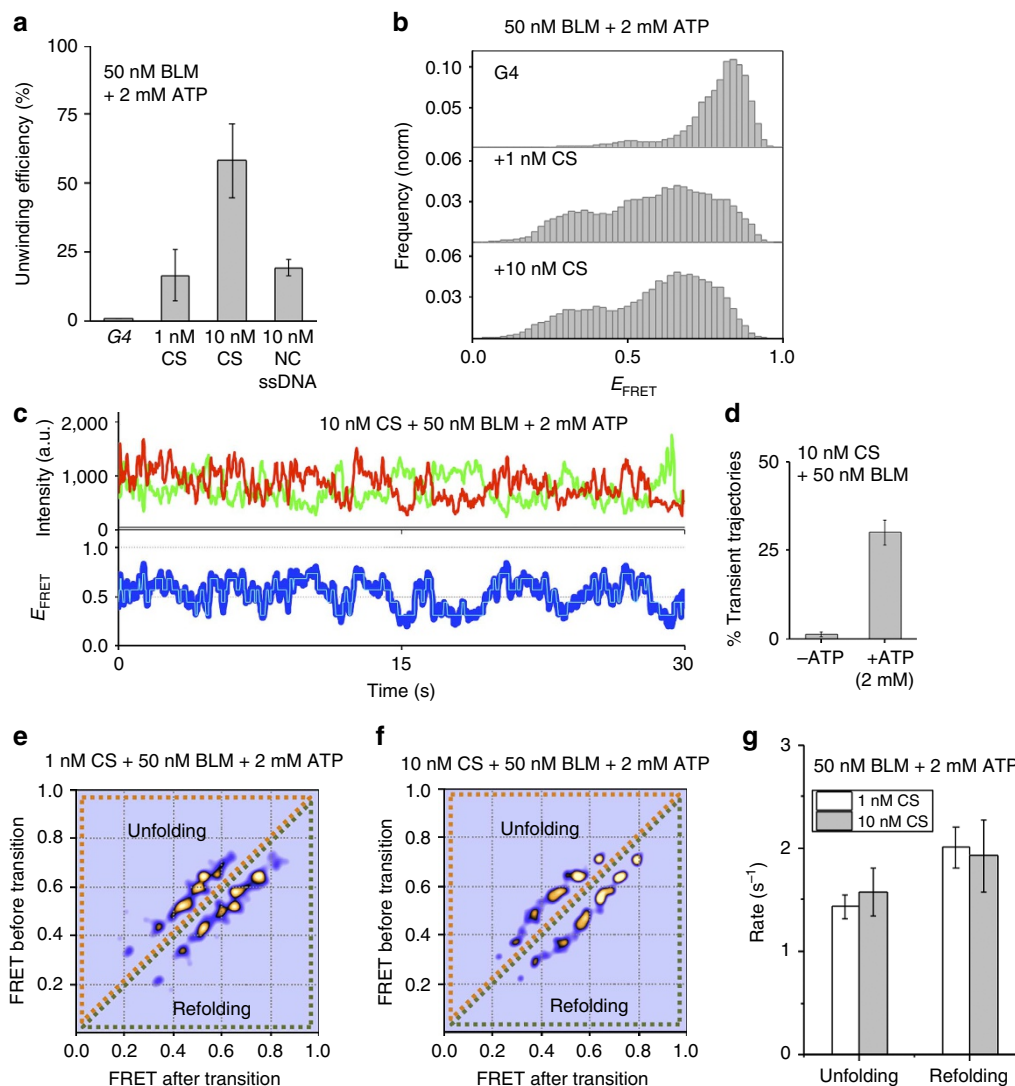 a
100
75
50
25
0
Unwinding efficiency (%)
50 nM BLM
+ 2 mM ATP
G4
1 nM
CS
10 nM
CS
10 nM
NC
ssDNA
b
50 nM BLM + 2 mM ATP
G4
+1 nM CS
+10 nM CS
0.10
0.05
0.06
0.03
0.06
0.03
Frequency (norm)
0.0
0.5
1.0
EFRET
c
10 nM CS + 50 nM BLM + 2 mM ATP
2,000
1,000
0
Intensity (a.u.)
1.0
0.5
0.0
EFRET
0
15
30
Time (s)
d
10 nM CS
+ 50 nM BLM
50
25
0
% Transient trajectories
–ATP
+ATP
(2 mM)
e
1 nM CS + 50 nM BLM + 2 mM ATP
1.0
0.8
0.6
0.4
0.2
FRET before transition
Unfolding
Refolding
0.0
0.2
0.4
0.6
0.8
1.0
FRET after transition
f
10 nM CS + 50 nM BLM + 2 mM ATP
1.0
0.8
0.6
0.4
0.2
FRET before transition
Unfolding
Refolding
0.0
0.2
0.4
0.6
0.8
1.0
FRET after transition
g
50 nM BLM + 2 mM ATP
1 nM CS
10 nM CS
3
2
1
0
Rate (s⁻¹)
Unfolding
Refolding